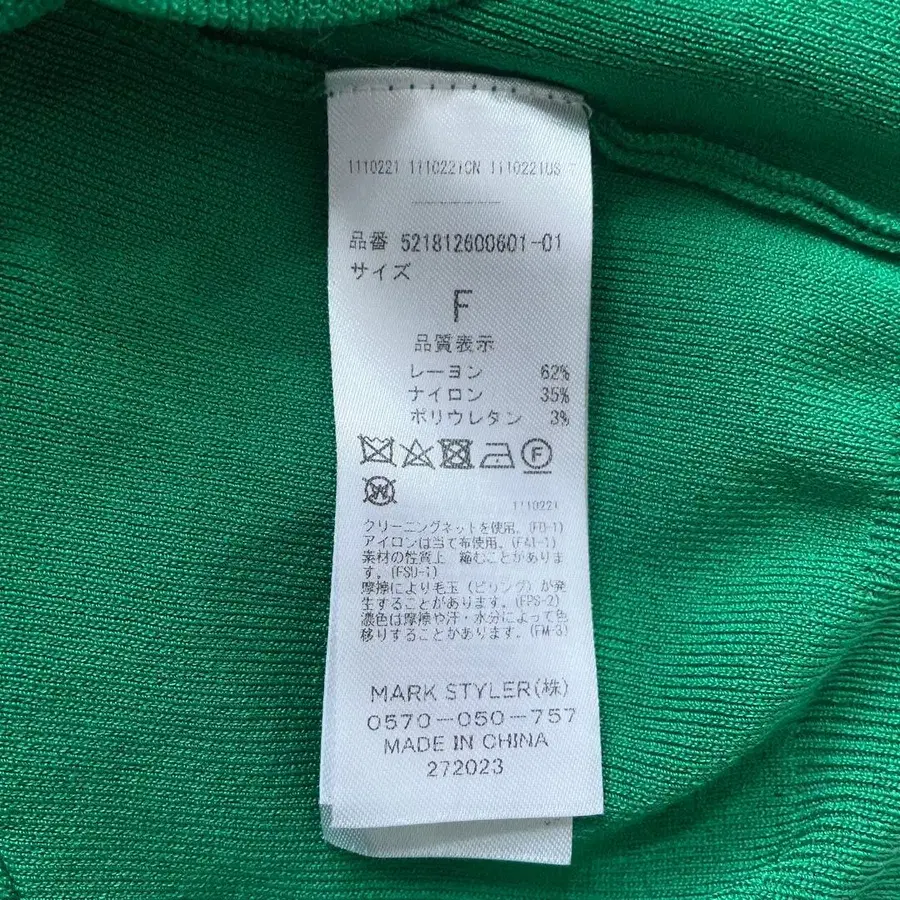 1110221 1110221CN 1110221US
品番 521812600601-01
サイズ
F
品質表示
レーヨン 62%
ナイロン 35%
ポリウレタン 3%
F
W
1110221
クリーニングネットを使用。(FD-1)
アイロンは当て布使用。(F4I-1)
素材の性質上 縮むことがありま
す。(FSU-1)
摩擦により毛玉（ピリング）が発
生することがあります。(FPS-2)
濃色は摩擦や汗・水分によって色
移りすることがあります。(FM-3)
MARK STYLER(株)
0570-050-757
MADE IN CHINA
272023